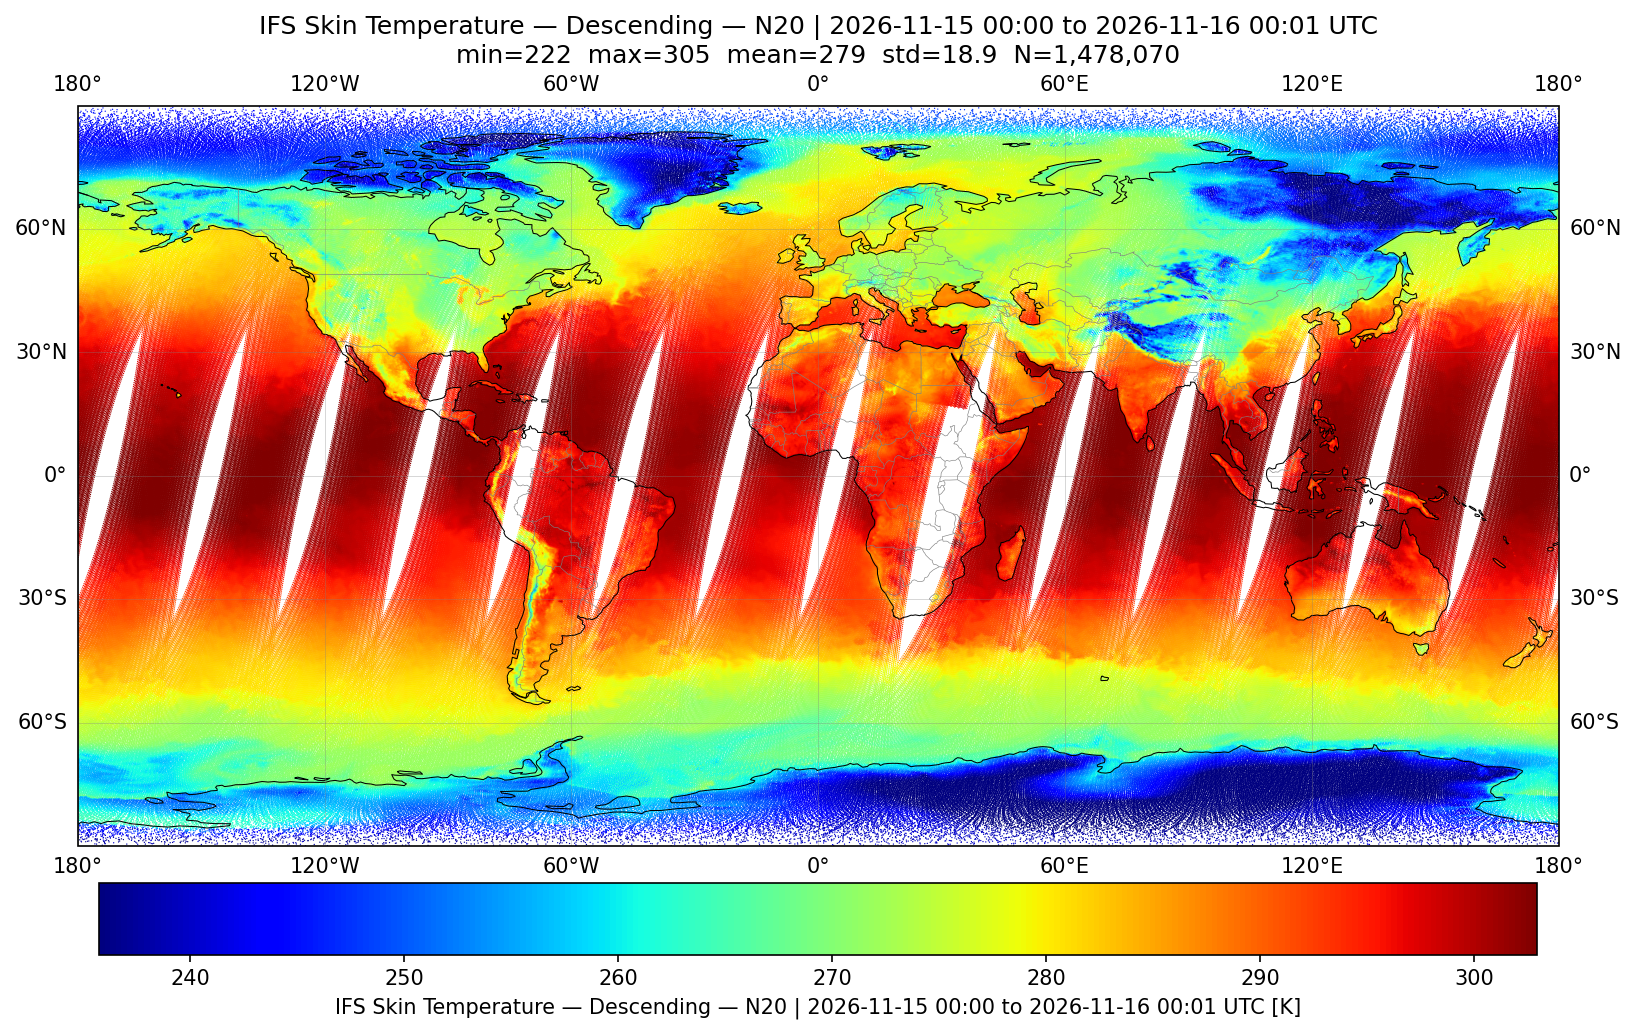 IFS Skin Temperature — Descending — N20 | 2026-11-15 00:00 to 2026-11-16 00:01 UTC
min=222 max=305 mean=279 std=18.9 N=1,478,070
180° 120°W 60°W 0° 60°E 120°E 180°
60°N 60°N
30°N 30°N
0° 0°
30°S 30°S
60°S 60°S
180° 120°W 60°W 0° 60°E 120°E 180°
240 250 260 270 280 290 300
IFS Skin Temperature — Descending — N20 | 2026-11-15 00:00 to 2026-11-16 00:01 UTC [K]